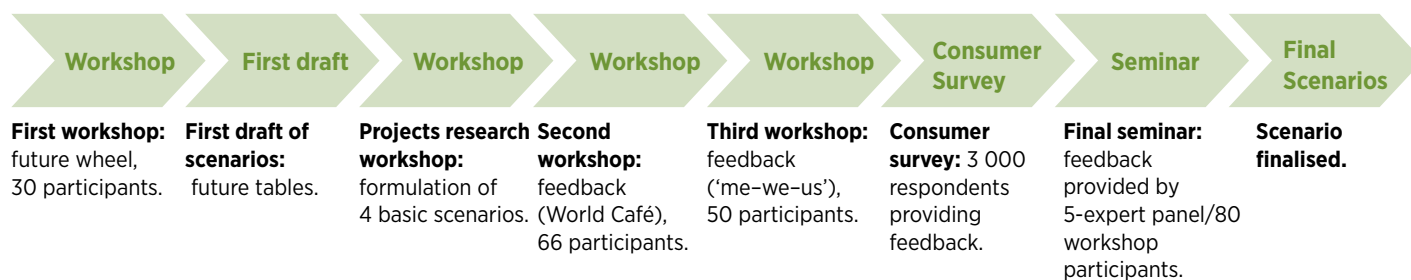 Workshop
First draft
Workshop
Workshop
Workshop
Consumer
Survey
Seminar
Final
Scenarios
First workshop:
future wheel,
30 participants.
First draft of
scenarios:
future tables.
Projects research
workshop:
formulation of
4 basic scenarios.
Second
workshop:
feedback
(World Café),
66 participants.
Third workshop:
feedback
(‘me–we–us’),
50 participants.
Consumer
survey: 3 000
respondents
providing
feedback.
Final seminar:
feedback
provided by
5-expert panel/80
workshop
participants.
Scenario
finalised.